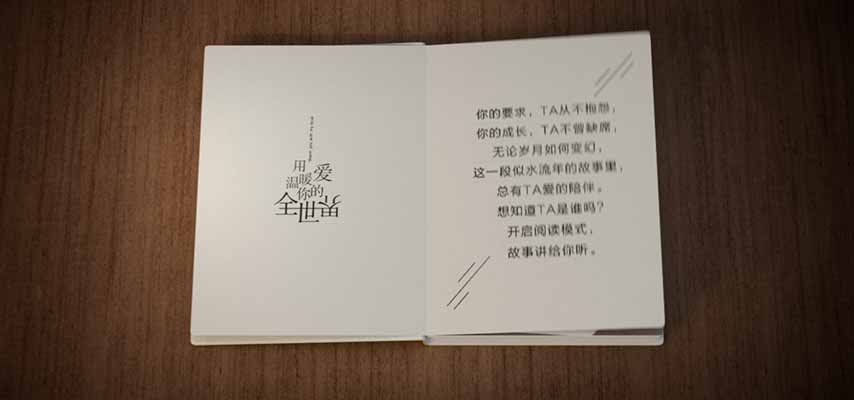 用爱
温暖
你的
全世界
你的要求，TA从不抱怨；
你的成长，TA不曾缺席；
无论岁月如何变幻，
这一段似水流年的故事里，
总有TA爱的陪伴。
想知道TA是谁吗？
开启阅读模式，
故事讲给你听。